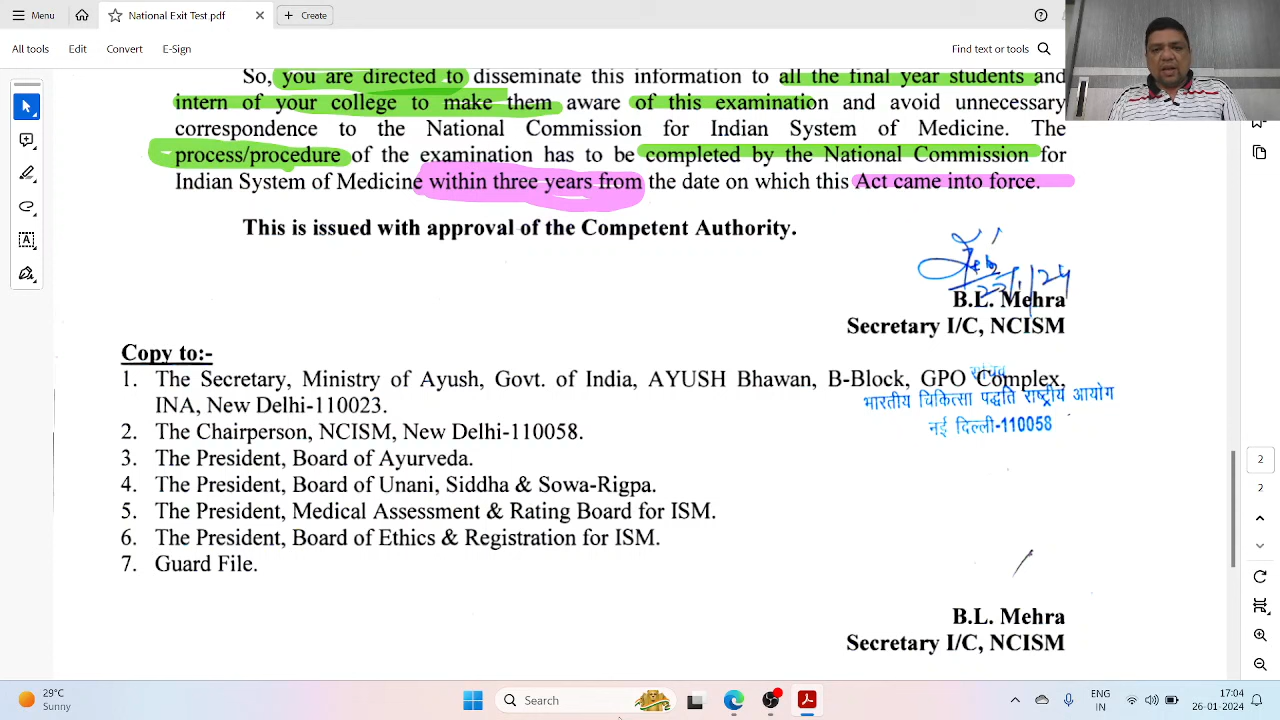 Menu
National Exit Test.pdf
Create
All tools Edit Convert E-Sign
Find text or tools
So, you are directed to disseminate this information to all the final year students and
intern of your college to make them aware of this examination and avoid unnecessary
correspondence to the National Commission for Indian System of Medicine. The
process/procedure of the examination has to be completed by the National Commission for
Indian System of Medicine within three years from the date on which this Act came into force.
This is issued with approval of the Competent Authority.
B.L. Mehra
Secretary I/C, NCISM
Copy to:-
1. The Secretary, Ministry of Ayush, Govt. of India, AYUSH Bhawan, B-Block, GPO Complex,
INA, New Delhi-110023.
सचिव
भारतीय चिकित्सा पद्धति राष्ट्रीय आयोग
नई दिल्ली-110058
2. The Chairperson, NCISM, New Delhi-110058.
3. The President, Board of Ayurveda.
4. The President, Board of Unani, Siddha & Sowa-Rigpa.
5. The President, Medical Assessment & Rating Board for ISM.
6. The President, Board of Ethics & Registration for ISM.
7. Guard File.
B.L. Mehra
Secretary I/C, NCISM
2
2
29°C
Sunny
Search
ENG
IN
17:04
26-01-2024